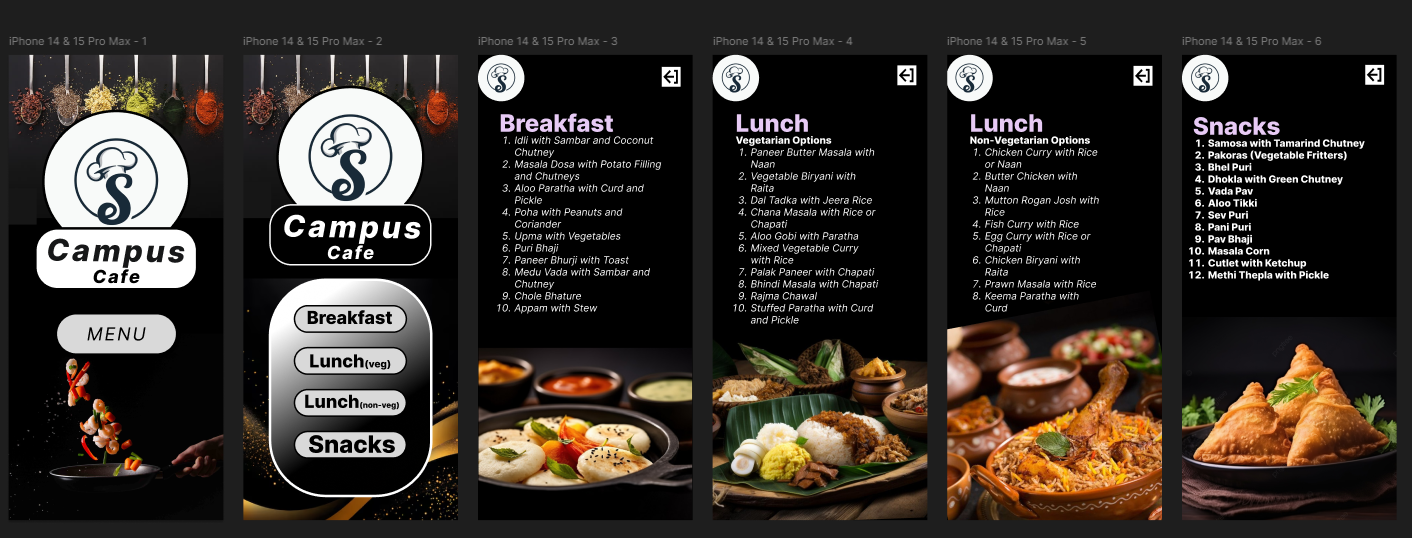 iPhone 14 & 15 Pro Max - 1
Campus
Cafe
MENU
iPhone 14 & 15 Pro Max - 2
Campus
Cafe
Breakfast
Lunch(veg)
Lunch(non-veg)
Snacks
iPhone 14 & 15 Pro Max - 3
Breakfast
1. Idli with Sambar and Coconut
Chutney
2. Masala Dosa with Potato Filling
and Chutneys
3. Aloo Paratha with Curd and
Pickle
4. Poha with Peanuts and
Coriander
5. Upma with Vegetables
6. Puri Bhaji
7. Paneer Bhurji with Toast
8. Medu Vada with Sambar and
Chutney
9. Chole Bhature
10. Appam with Stew
iPhone 14 & 15 Pro Max - 4
Lunch
Vegetarian Options
1. Paneer Butter Masala with
Naan
2. Vegetable Biryani with
Raita
3. Dal Tadka with Jeera Rice
4. Chana Masala with Rice or
Chapati
5. Aloo Gobi with Paratha
6. Mixed Vegetable Curry
with Rice
7. Palak Paneer with Chapati
8. Bhindi Masala with Chapati
9. Rajma Chawal
10. Stuffed Paratha with Curd
and Pickle
iPhone 14 & 15 Pro Max - 5
Lunch
Non-Vegetarian Options
1. Chicken Curry with Rice
or Naan
2. Butter Chicken with
Naan
3. Mutton Rogan Josh with
Rice
4. Fish Curry with Rice
5. Egg Curry with Rice or
Chapati
6. Chicken Biryani with
Raita
7. Prawn Masala with Rice
8. Keema Paratha with
Curd
iPhone 14 & 15 Pro Max - 6
Snacks
1. Samosa with Tamarind Chutney
2. Pakoras (Vegetable Fritters)
3. Bhel Puri
4. Dhokla with Green Chutney
5. Vada Pav
6. Aloo Tikki
7. Sev Puri
8. Pani Puri
9. Pav Bhaji
10. Masala Corn
11. Cutlet with Ketchup
12. Methi Thepla with Pickle